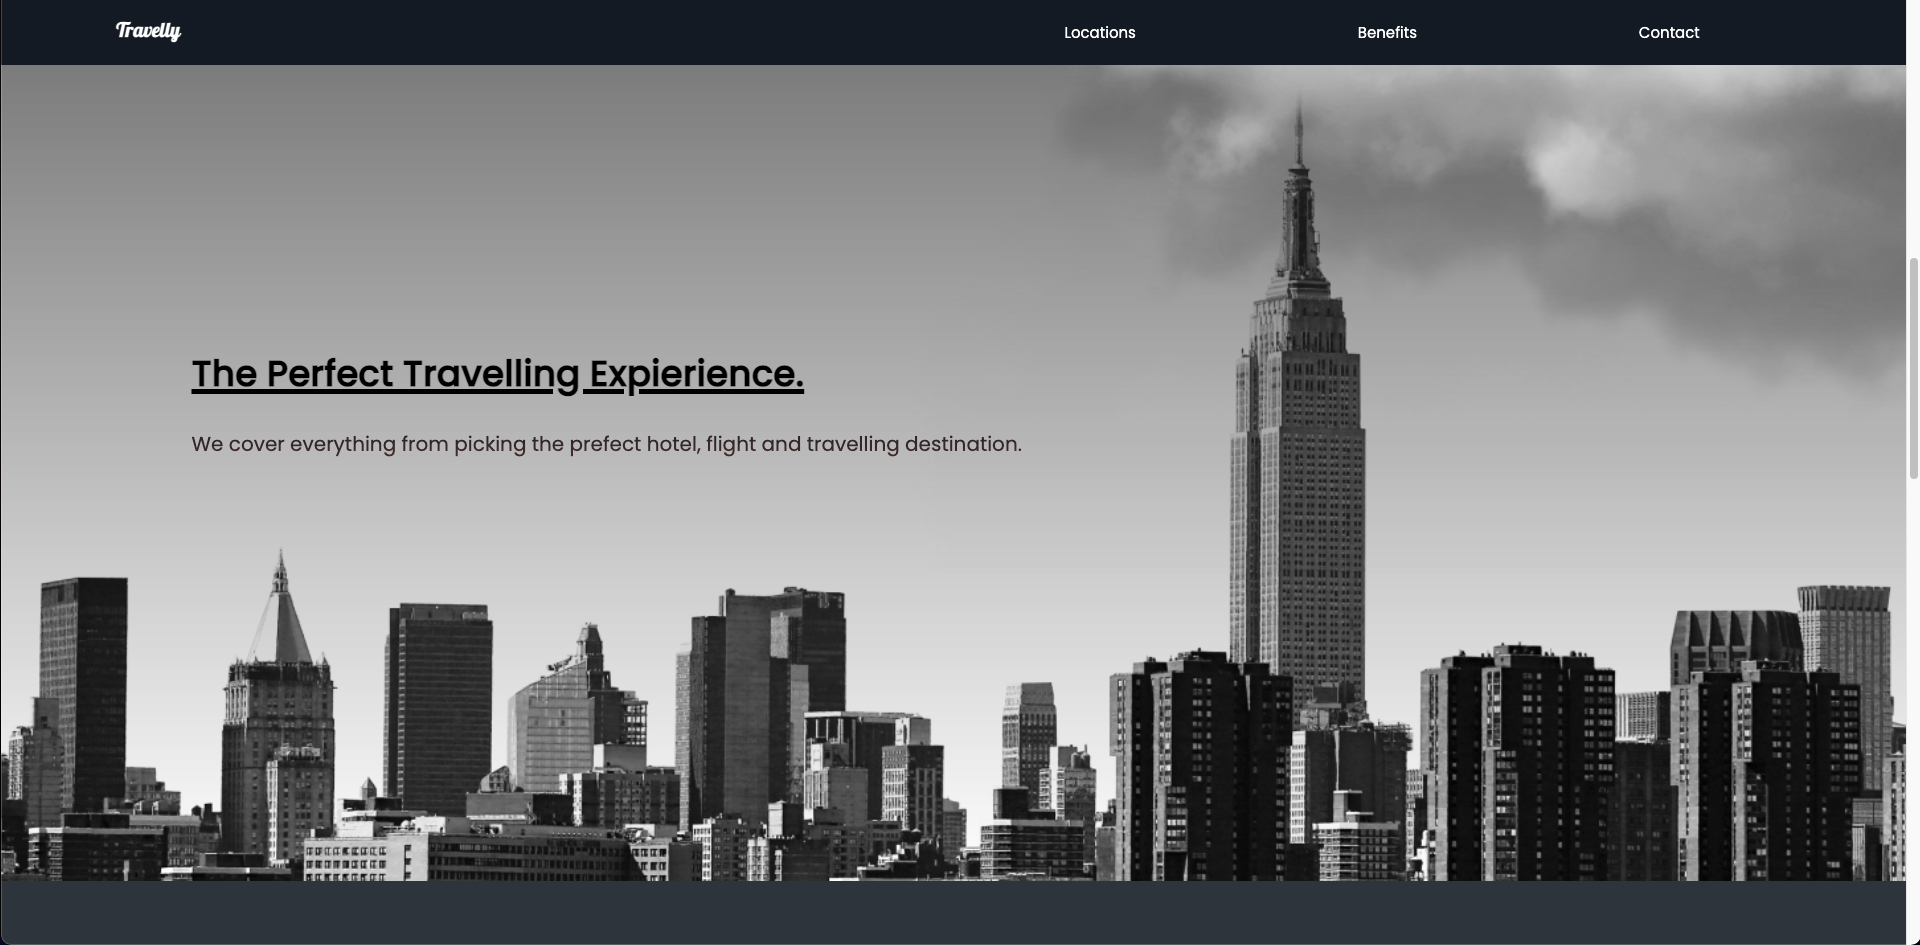 Travelly
Locations Benefits Contact
The Perfect Travelling Expierience.
We cover everything from picking the prefect hotel, flight and travelling destination.